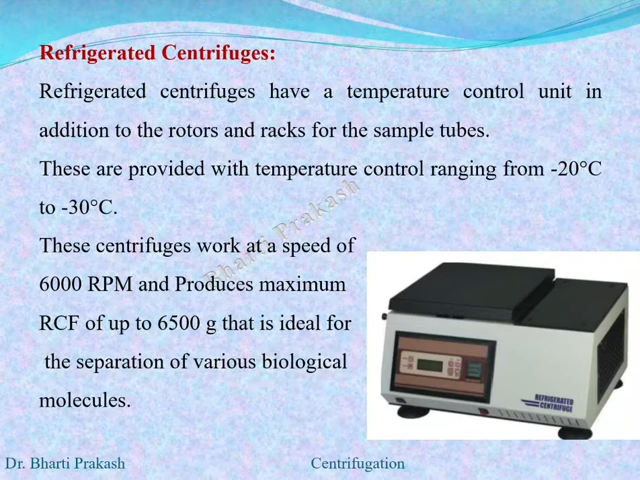 Refrigerated Centrifuges:
Refrigerated centrifuges have a temperature control unit in
addition to the rotors and racks for the sample tubes.
These are provided with temperature control ranging from -20°C
to -30°C.
These centrifuges work at a speed of
6000 RPM and Produces maximum
RCF of up to 6500 g that is ideal for
the separation of various biological
molecules.
Bharti Prakash
REFRIGERATED
CENTRIFUGE
Dr. Bharti Prakash
Centrifugation